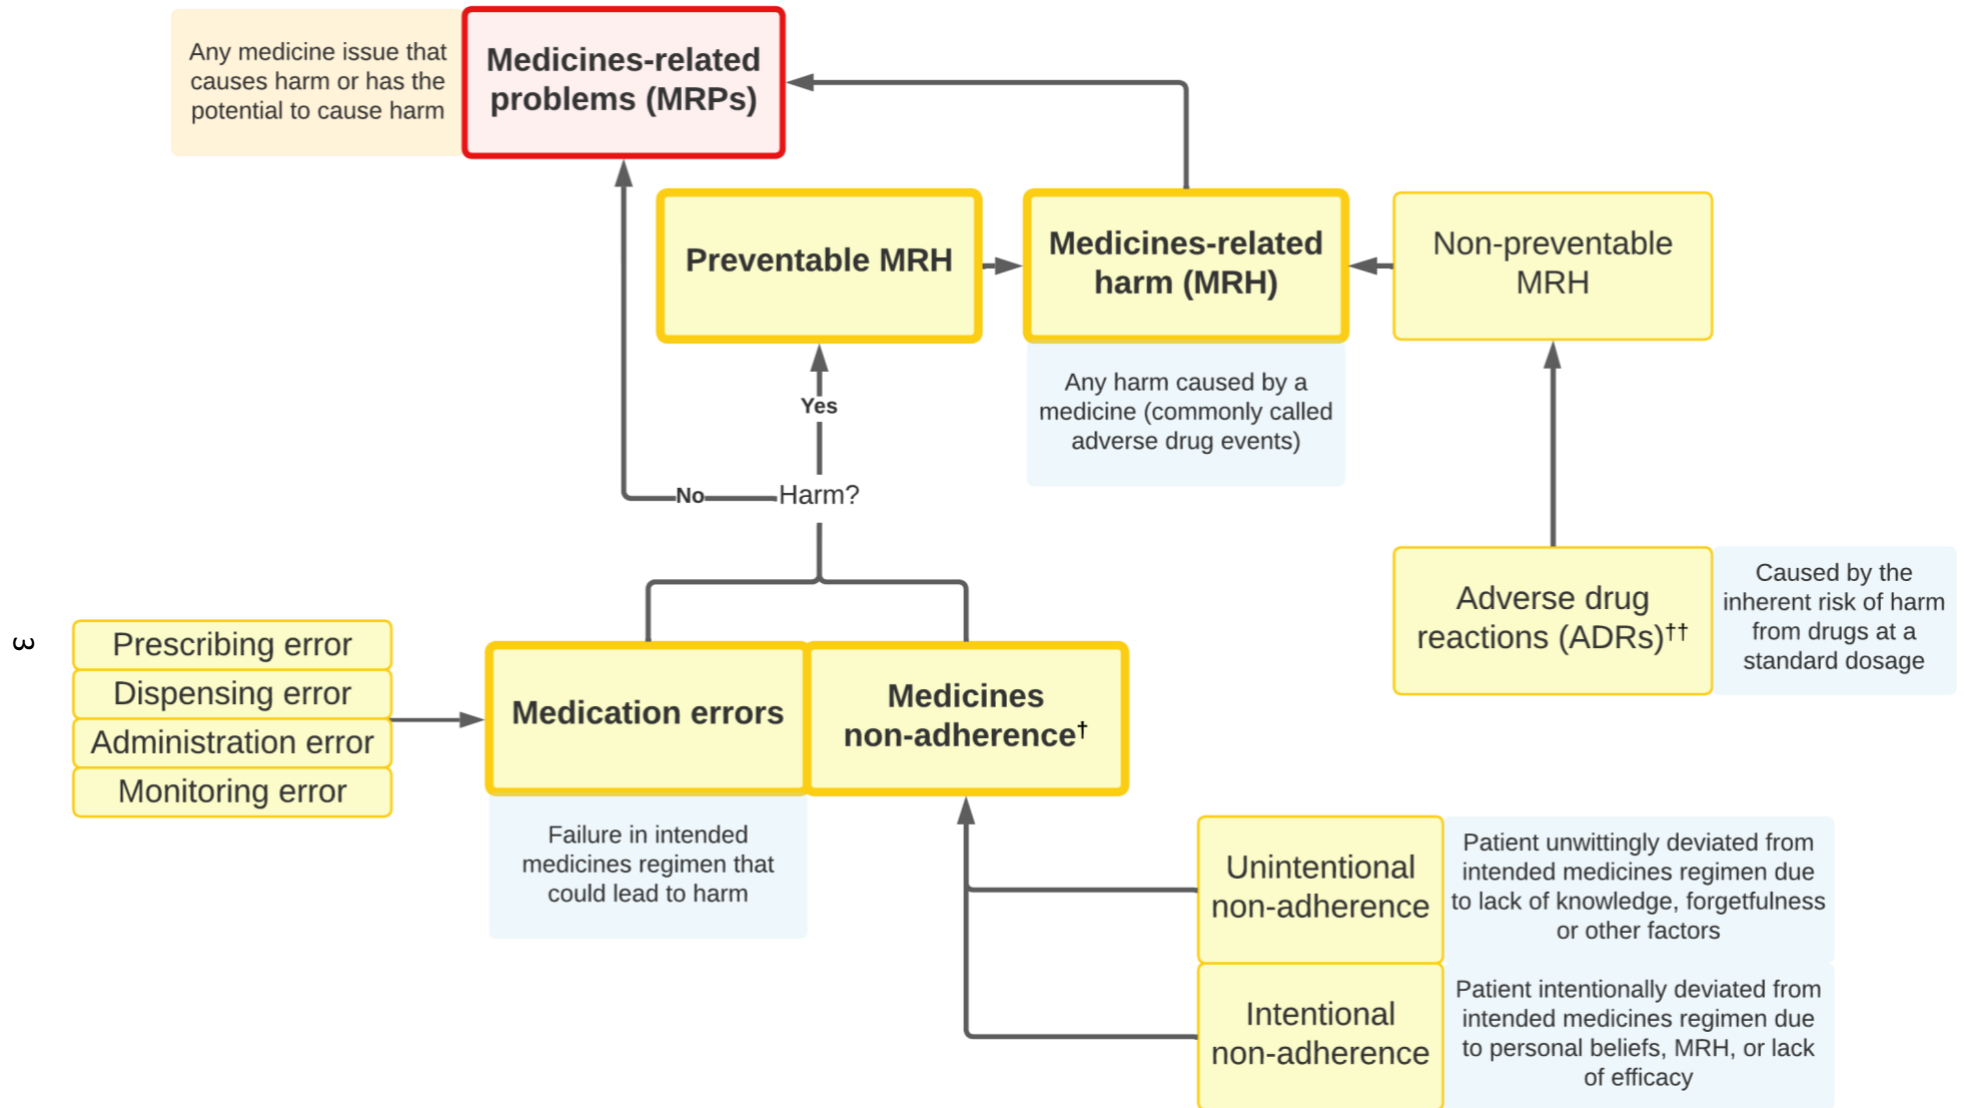 Any medicine issue that
causes harm or has the
potential to cause harm
Medicines-related
problems (MRPs)
Preventable MRH
Medicines-related
harm (MRH)
Non-preventable
MRH
Any harm caused by a
medicine (commonly called
adverse drug events)
Yes
No
Harm?
Adverse drug
reactions (ADRs)††
Caused by the
inherent risk of harm
from drugs at a
standard dosage
3
Prescribing error
Dispensing error
Administration error
Monitoring error
Medication errors
Medicines
non-adherence†
Failure in intended
medicines regimen that
could lead to harm
Unintentional
non-adherence
Patient unwittingly deviated from
intended medicines regimen due
to lack of knowledge, forgetfulness
or other factors
Intentional
non-adherence
Patient intentionally deviated from
intended medicines regimen due
to personal beliefs, MRH, or lack
of efficacy